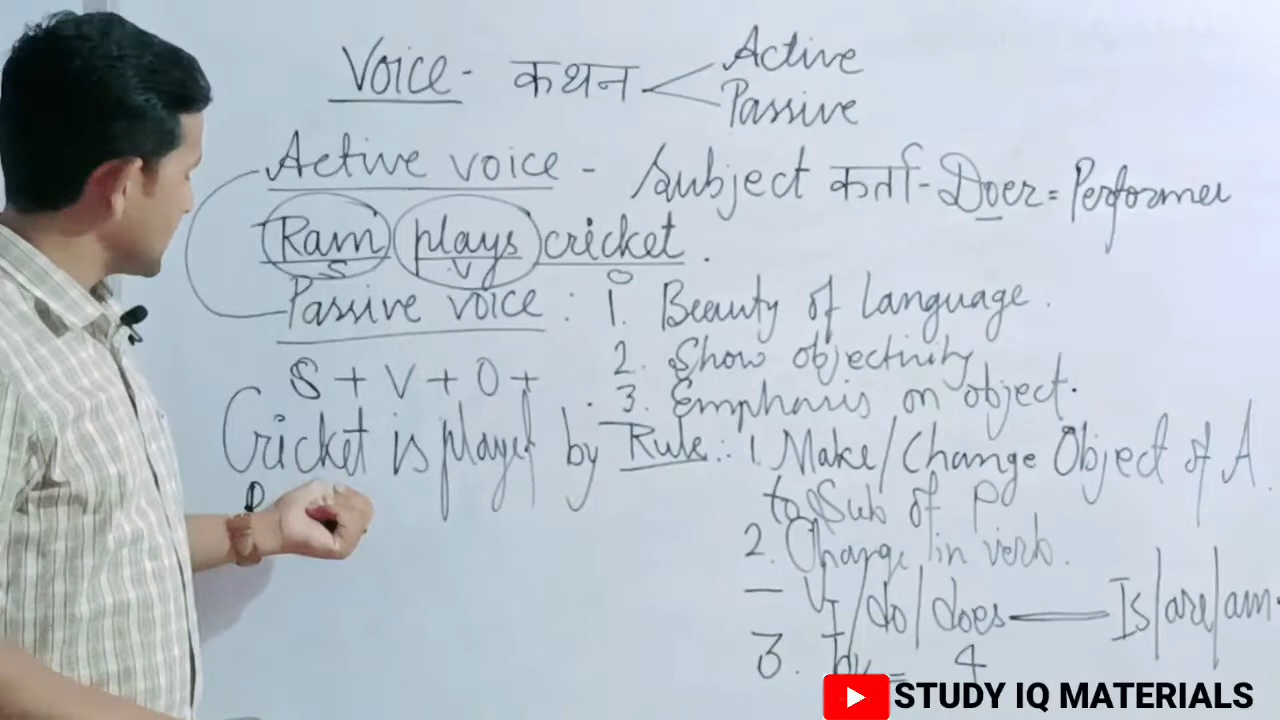 Voice - कथन
Active
Passive
Active voice - Subject कर्ता - Doer = Performer
Ram plays cricket.
S V O
Passive voice : 1. Beauty of Language.
2. Show objectivity
S + V + O + 3. Emphasis on object.
Cricket is played by
Rule : 1. Make/Change Object of A
to Sub of P
2. Change in verb.
V1/do/does — Is/are/am.
3.
STUDY IQ MATERIALS